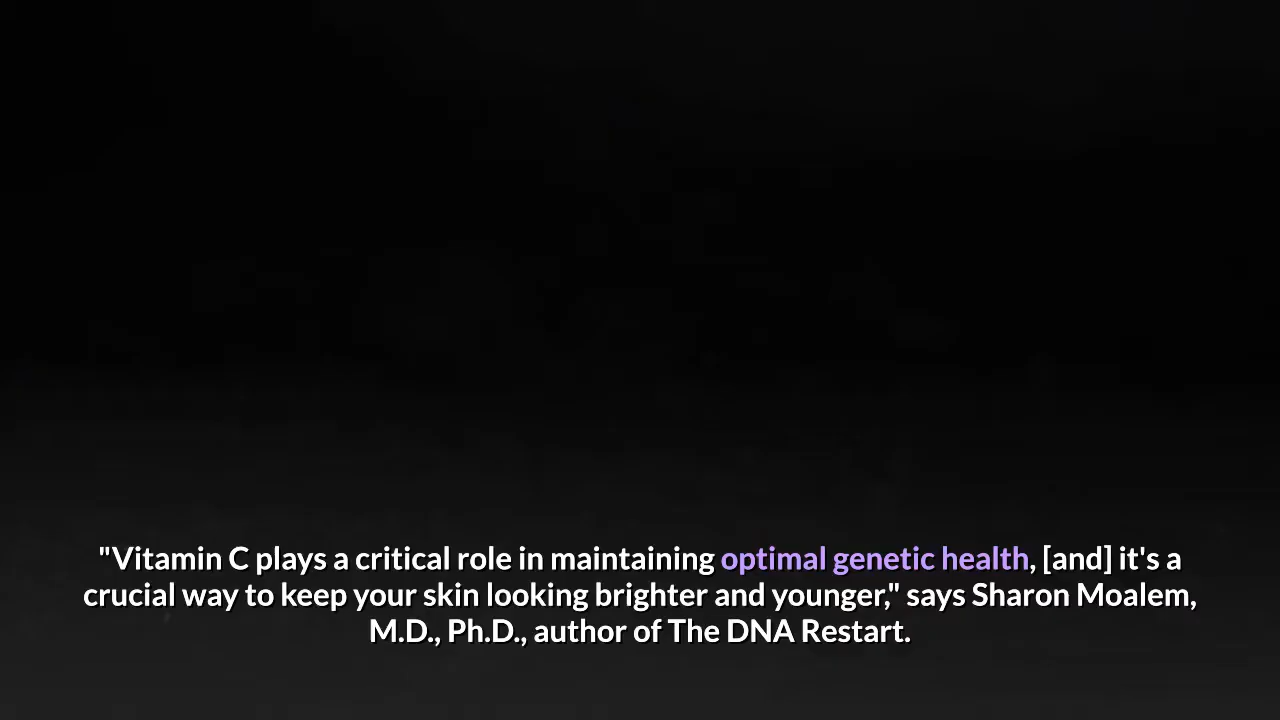 "Vitamin C plays a critical role in maintaining optimal genetic health, [and] it's a
crucial way to keep your skin looking brighter and younger," says Sharon Moalem,
M.D., Ph.D., author of The DNA Restart.